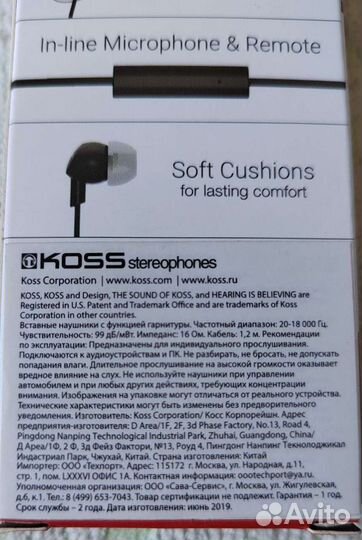 In-line Microphone & Remote
Soft Cushions
for lasting comfort
KOSS stereophones
Koss Corporation | www.koss.com | www.koss.ru
KOSS, KOSS and Design, THE SOUND OF KOSS, and HEARING IS BELIEVING are
Registered in U.S. Patent and Trademark Office and are trademarks of Koss
Corporation in other countries.
Вставные наушники с функцией гарнитуры. Частотный диапазон: 20-18 000 Гц.
Чувствительность: 99 дБ/мВт. Импеданс: 16 Ом. Кабель: 1,2 м. Рекомендации
по эксплуатации: Предназначены для индивидуального прослушивания.
Подключаются к аудиоустройствам и ПК. Не разбирать, не бросать, не допускать
попадания влаги. Длительное прослушивание на высокой громкости оказывает
вредное влияние на слух. Не используйте наушники при управлении
автомобилем и при любых других действиях, требующих концентрации
внимания. Изображения на упаковке могут отличаться от реального устройства.
Технические характеристики могут быть изменены без предварительного
уведомления. Изготовитель: Koss Corporation/ Косс Корпорейшн. Адрес
предприятия-изготовителя: D Area/1F, 2F, 3d Phase Factory, No.13, Road 4,
Pingdong Nanping Technological Industrial Park, Zhuhai, Guangdong, China/
Д Ареа/1Ф, 2 Ф, 3д Фейз Фактори, №13, Роуд 4, Пингдонг Нанпинг Текнолоджикал
Индастриал Парк, Чжухай, Китай. Страна изготовления: Китай
Импортер: ООО «Техпорт». Адрес: 115172 г. Москва, ул. Народная, д.11,
стр. 1, пом. LXXXVI ОФИС 1А. Контактная информация: oootechport@ya.ru.
Уполномоченная организация: ООО «Сава-Сервис», г. Москва, ул. Жигулевская,
д.6, к.1. Тел.: 8 (499) 653-7043. Товар сертификации не подлежит. Гарантия – 1 год.
Срок службы – 2 года. Дата изготовления: июнь 2019.
Avito